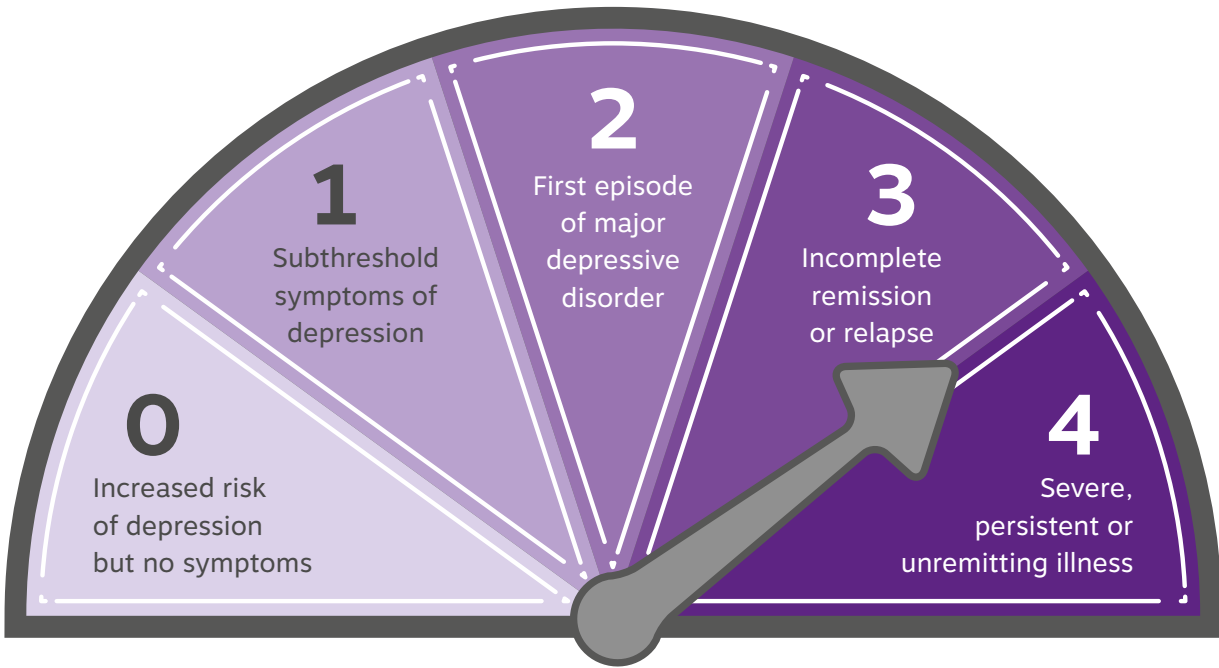 0
Increased risk
of depression
but no symptoms
1
Subthreshold
symptoms of
depression
2
First episode
of major
depressive
disorder
3
Incomplete
remission
or relapse
4
Severe,
persistent or
unremitting illness